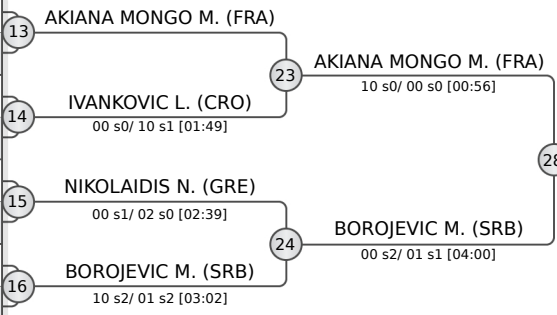 13
AKIANA MONGO M. (FRA)
23
AKIANA MONGO M. (FRA)
10 s0/ 00 s0 [00:56]
14
IVANKOVIC L. (CRO)
00 s0/ 10 s1 [01:49]
28
15
NIKOLAIDIS N. (GRE)
00 s1/ 02 s0 [02:39]
24
BOROJEVIC M. (SRB)
00 s2/ 01 s1 [04:00]
16
BOROJEVIC M. (SRB)
10 s2/ 01 s2 [03:02]